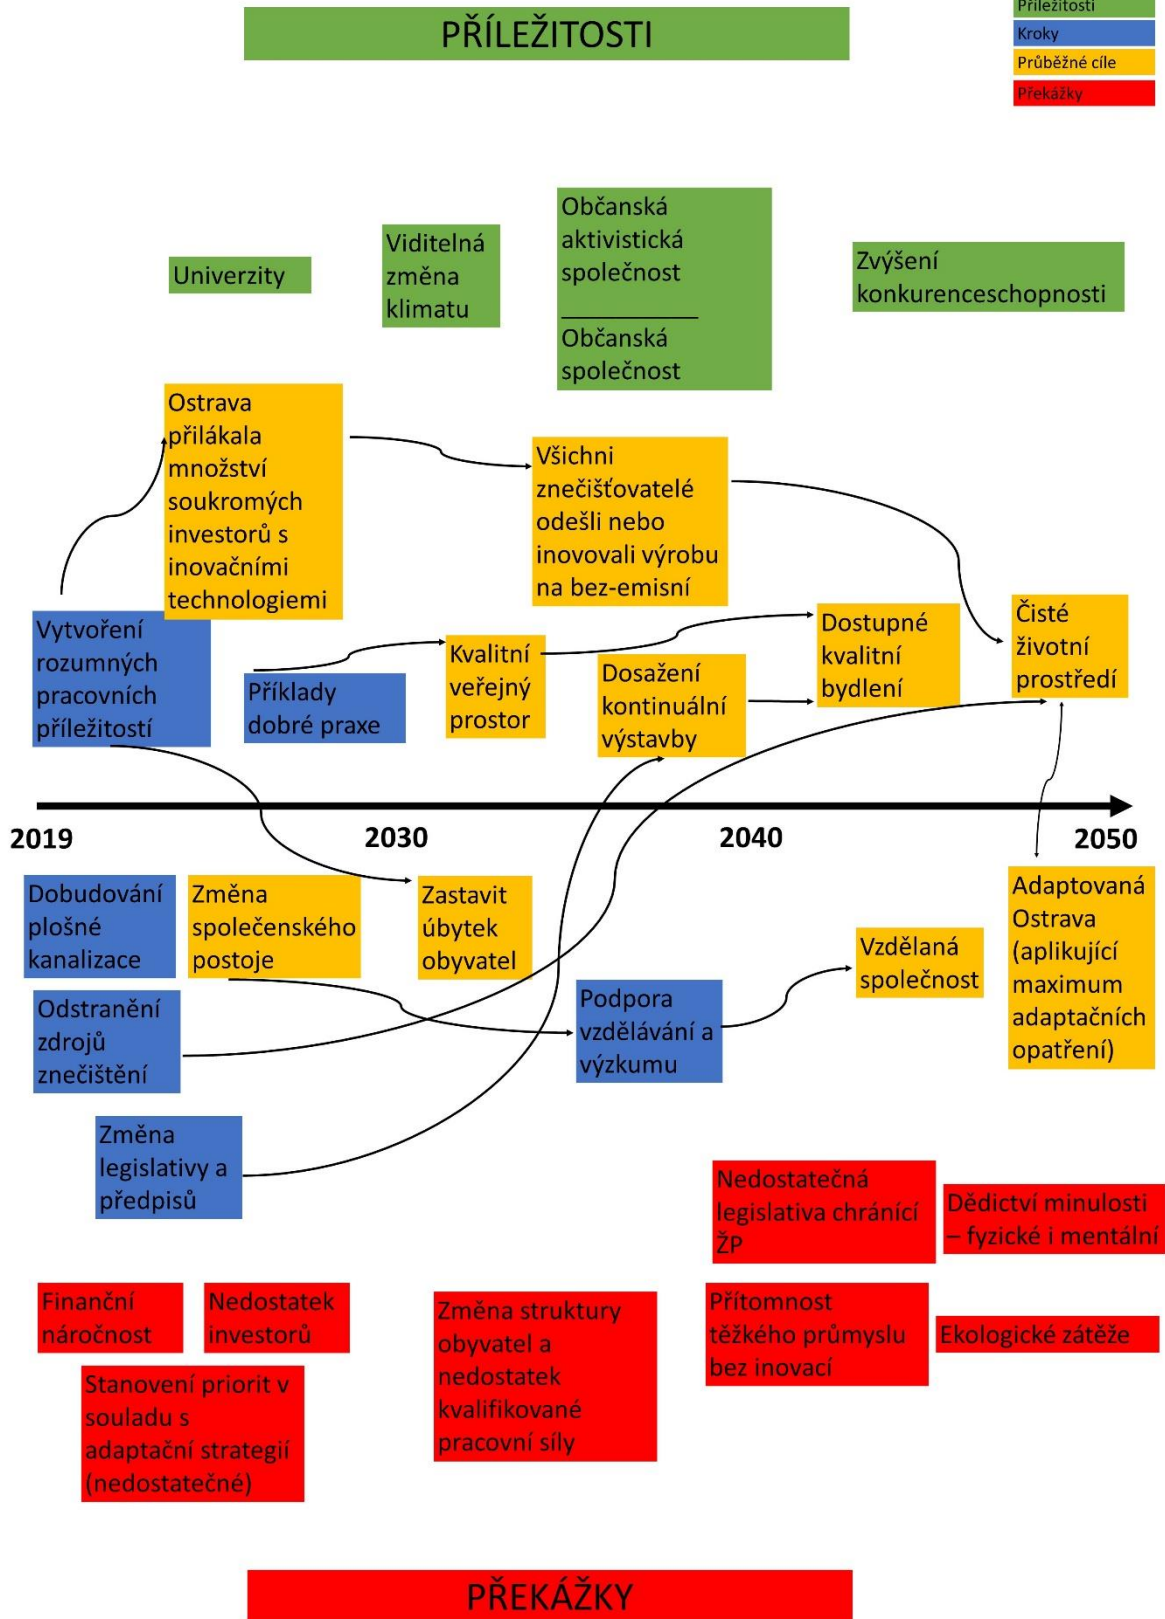 PŘÍLEŽITOSTI
Příležitosti
Kroky
Průběžné cíle
Překážky
Univerzity
Viditelná
změna
klimatu
Občanská
aktivistická
společnost
Občanská
společnost
Zvýšení
konkurenceschopnosti
Ostrava
přilákala
množství
soukromých
investorů s
inovačními
technologiemi
Všichni
znečišťovatelé
odešli nebo
inovovali výrobu
na bez-emisní
Vytvoření
rozumných
pracovních
příležitostí
Příklady
dobré praxe
Kvalitní
veřejný
prostor
Dosažení
kontinuální
výstavby
Dostupné
kvalitní
bydlení
Čisté
životní
prostředí
2019
2030
2040
2050
Dobudování
plošné
kanalizace
Změna
společenského
postoje
Zastavit
úbytek
obyvatel
Vzdělaná
společnost
Adaptovaná
Ostrava
(aplikující
maximum
adaptačních
opatření)
Odstranění
zdrojů
znečištění
Podpora
vzdělávání a
výzkumu
Změna
legislativy a
předpisů
Nedostatečná
legislativa chránící
ŽP
Dědictví minulosti
– fyzické i mentální
Finanční
náročnost
Nedostatek
investorů
Změna struktury
obyvatel a
nedostatek
kvalifikované
pracovní síly
Přítomnost
těžkého průmyslu
bez inovací
Ekologické zátěže
Stanovení priorit v
souladu s
adaptační strategií
(nedostatečné)
PŘEKÁŽKY